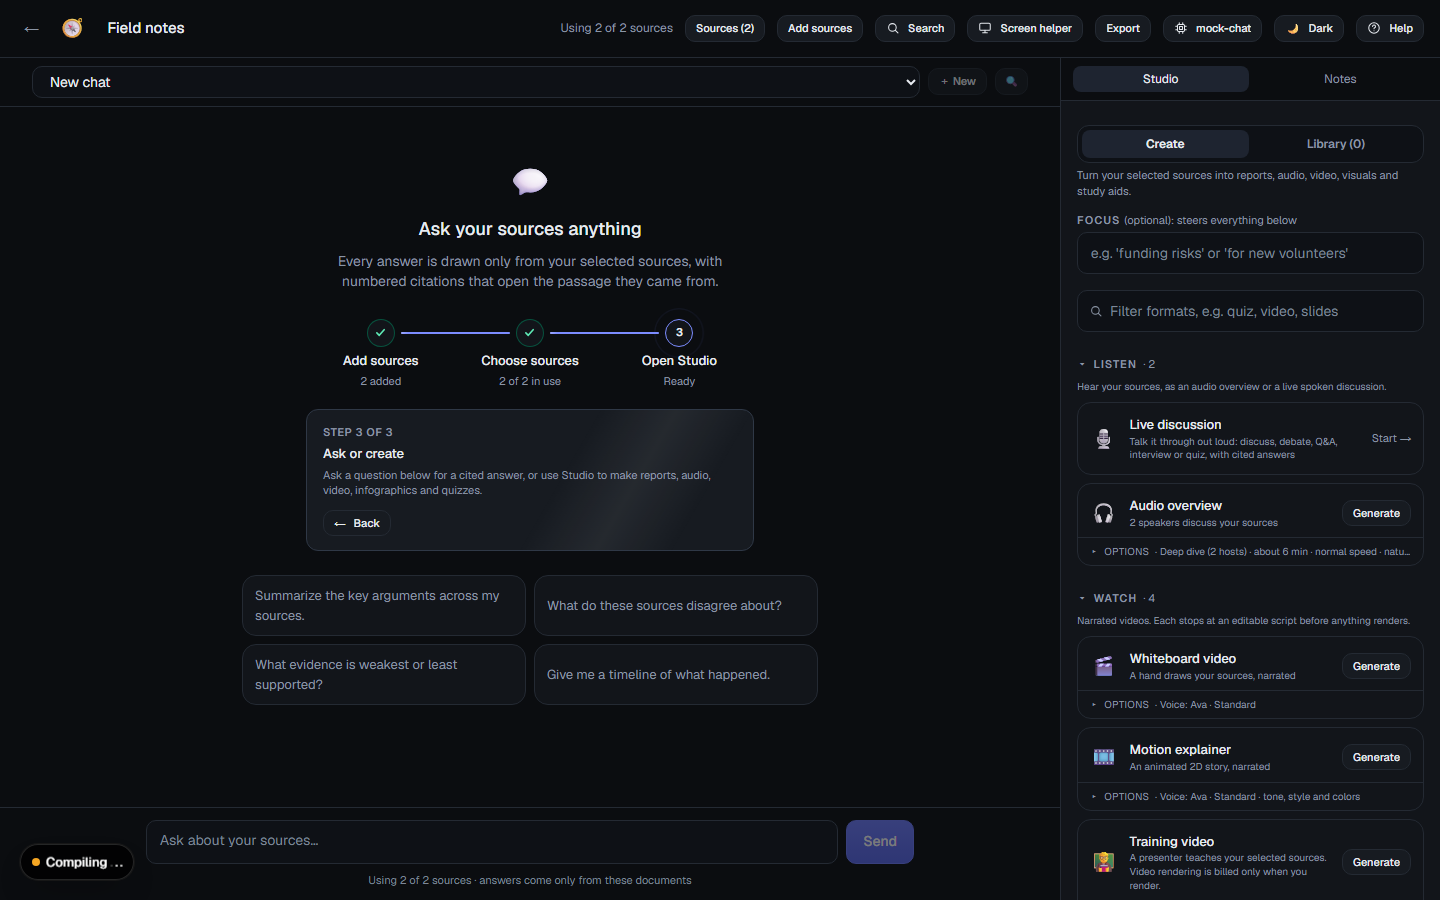 ← Field notes
Using 2 of 2 sources
Sources (2)
Add sources
Search
Screen helper
Export
mock-chat
Dark
Help
New chat
+ New
Ask your sources anything
Every answer is drawn only from your selected sources, with
numbered citations that open the passage they came from.
3
Add sources
Choose sources
Open Studio
2 added
2 of 2 in use
Ready
STEP 3 OF 3
Ask or create
Ask a question below for a cited answer, or use Studio to make reports, audio,
video, infographics and quizzes.
← Back
Summarize the key arguments across my
sources.
What do these sources disagree about?
What evidence is weakest or least
supported?
Give me a timeline of what happened.
Ask about your sources...
Send
Using 2 of 2 sources · answers come only from these documents
Compiling ...
Studio
Notes
Create
Library (0)
Turn your selected sources into reports, audio, video, visuals and
study aids.
FOCUS (optional): steers everything below
e.g. 'funding risks' or 'for new volunteers'
Filter formats, e.g. quiz, video, slides
LISTEN · 2
Hear your sources, as an audio overview or a live spoken discussion.
Live discussion
Talk it through out loud: discuss, debate, Q&A,
interview or quiz, with cited answers
Start →
Audio overview
2 speakers discuss your sources
Generate
OPTIONS · Deep dive (2 hosts) · about 6 min · normal speed · natu...
WATCH · 4
Narrated videos. Each stops at an editable script before anything renders.
Whiteboard video
A hand draws your sources, narrated
Generate
OPTIONS · Voice: Ava · Standard
Motion explainer
An animated 2D story, narrated
Generate
OPTIONS · Voice: Ava · Standard · tone, style and colors
Training video
A presenter teaches your selected sources.
Video rendering is billed only when you
render.
Generate